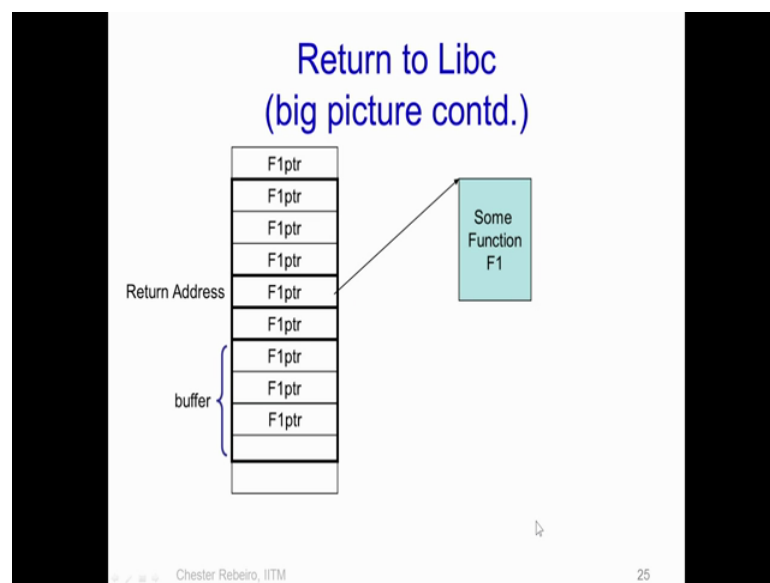 Return to Libc
(big picture contd.)
F1ptr
F1ptr
F1ptr
F1ptr
Return Address F1ptr
F1ptr
F1ptr
buffer F1ptr
F1ptr
Some
Function
F1
Chester Rebeiro, IITM 25